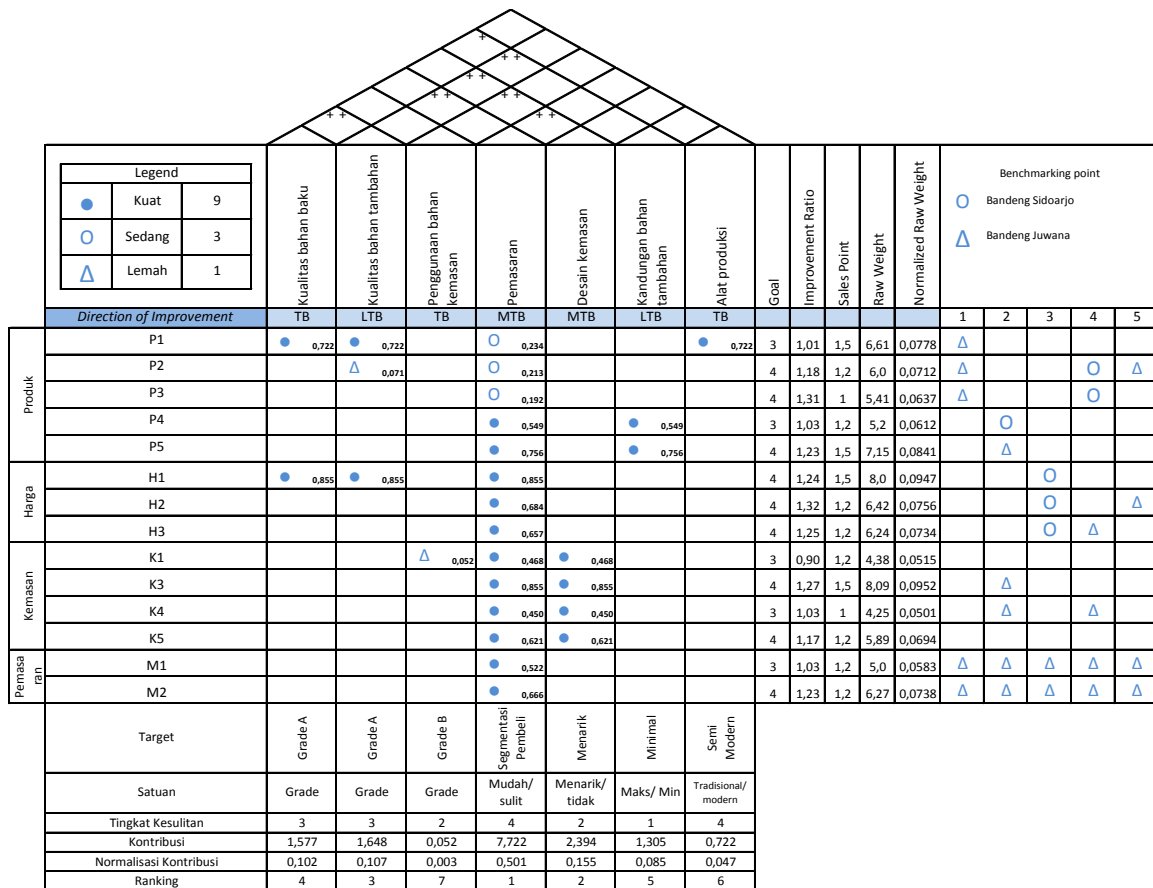 +
+ +
+ +
+ + + +
+ + + +
Legend
● Kuat 9
O Sedang 3
Δ Lemah 1
Kualitas bahan baku
Kualitas bahan tambahan
Penggunaan bahan
kemasan
Pemasaran
Desain kemasan
Kandungan bahan
tambahan
Alat produksi
Goal
Improvement Ratio
Sales Point
Raw Weight
Normalized Raw Weight
Benchmarking point
O Bandeng Sidoarjo
Δ Bandeng Juwana
Direction of Improvement TB LTB TB MTB MTB LTB TB 1 2 3 4 5
Produk
P1 ● 0,722 ● 0,722 O 0,234 ● 0,722 3 1,01 1,5 6,61 0,0778 Δ
P2 Δ 0,071 O 0,213 4 1,18 1,2 6,0 0,0712 Δ O Δ
P3 O 0,192 4 1,31 1 5,41 0,0637 Δ O
P4 ● 0,549 ● 0,549 3 1,03 1,2 5,2 0,0612 O
P5 ● 0,756 ● 0,756 4 1,23 1,5 7,15 0,0841 Δ
Harga
H1 ● 0,855 ● 0,855 ● 0,855 4 1,24 1,5 8,0 0,0947 O
H2 ● 0,684 4 1,32 1,2 6,42 0,0756 O Δ
H3 ● 0,657 4 1,25 1,2 6,24 0,0734 O Δ
Kemasan
K1 Δ 0,052 ● 0,468 ● 0,468 3 0,90 1,2 4,38 0,0515
K3 ● 0,855 ● 0,855 4 1,27 1,5 8,09 0,0952 Δ
K4 ● 0,450 ● 0,450 3 1,03 1 4,25 0,0501 Δ Δ
K5 ● 0,621 ● 0,621 4 1,17 1,2 5,89 0,0694
Pemasa
ran
M1 ● 0,522 3 1,03 1,2 5,0 0,0583 Δ Δ Δ Δ Δ
M2 ● 0,666 4 1,23 1,2 6,27 0,0738 Δ Δ Δ Δ Δ
Target
Grade A
Grade A
Grade B
Segmentasi
Pembeli
Menarik
Minimal
Semi
Modern
Satuan Grade Grade Grade Mudah/ sulit Menarik/ tidak Maks/ Min Tradisional/ modern
Tingkat Kesulitan 3 3 2 4 2 1 4
Kontribusi 1,577 1,648 0,052 7,722 2,394 1,305 0,722
Normalisasi Kontribusi 0,102 0,107 0,003 0,501 0,155 0,085 0,047
Ranking 4 3 7 1 2 5 6